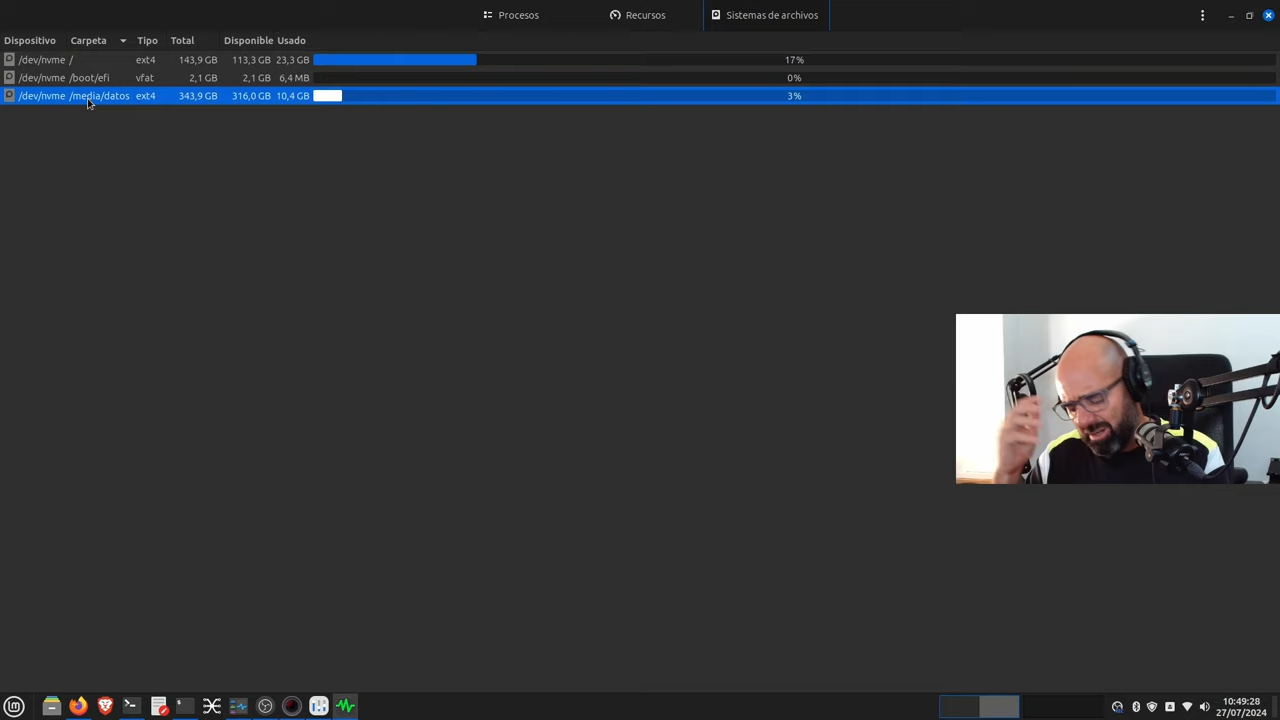 Procesos Recursos Sistemas de archivos
Dispositivo Carpeta Tipo Total Disponible Usado
/dev/nvme / ext4 143,9 GB 113,3 GB 23,3 GB 17%
/dev/nvme /boot/efi vfat 2,1 GB 2,1 GB 6,4 MB 0%
/dev/nvme /media/datos ext4 343,9 GB 316,0 GB 10,4 GB 3%
10:49:28
27/07/2024